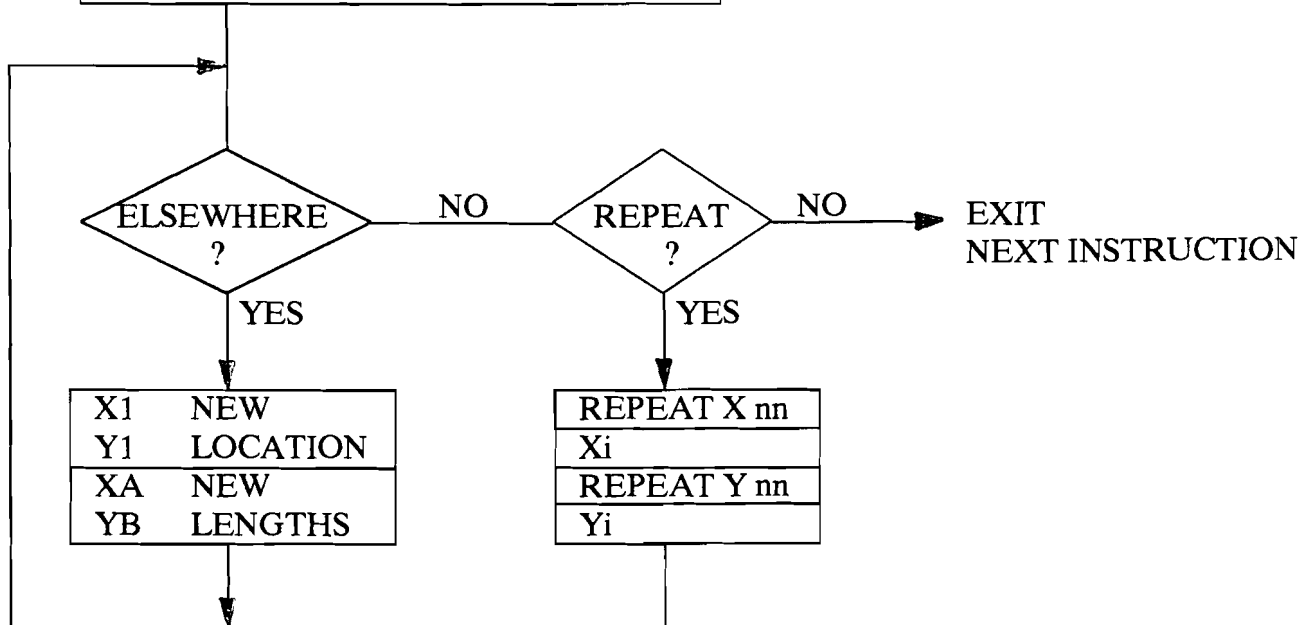 ELSEWHERE
?
NO
REPEAT
?
NO
EXIT
NEXT INSTRUCTION
YES
YES
X1 NEW
Y1 LOCATION
XA NEW
YB LENGTHS
REPEAT X nn
Xi
REPEAT Y nn
Yi